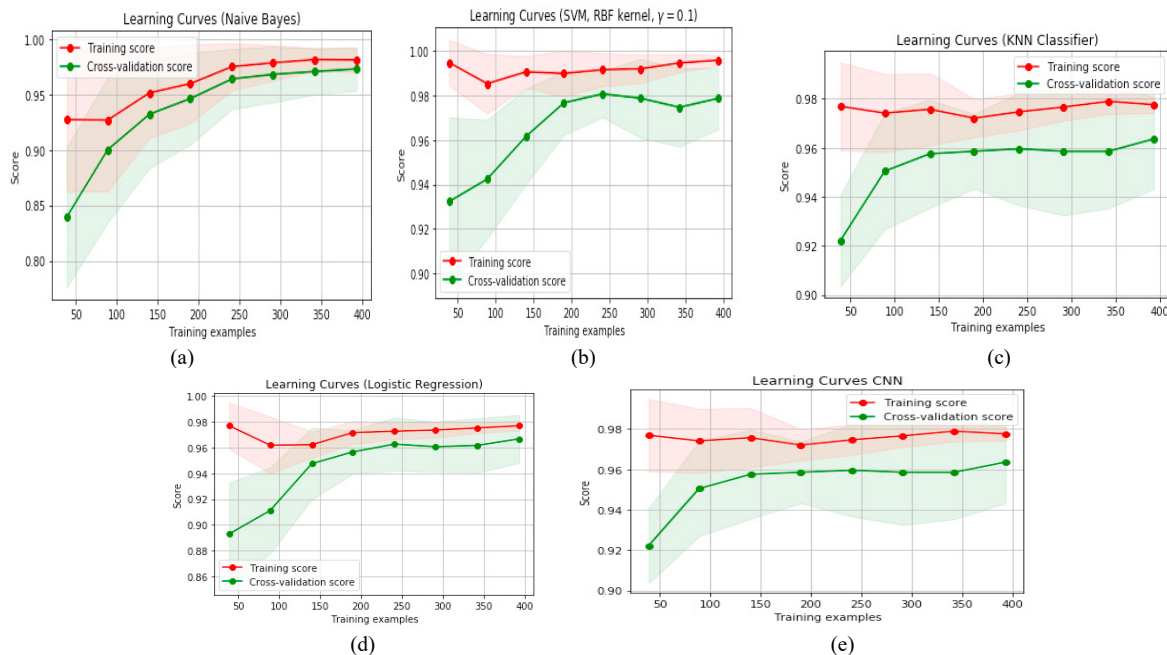 Learning Curves (Naive Bayes)
1.00
0.95
0.90
0.85
0.80
Score
Training score
Cross-validation score
50 100 150 200 250 300 350 400
Training examples
(a)
Learning Curves (SVM, RBF kernel, γ = 0.1)
1.00
0.98
0.96
0.94
0.92
0.90
Score
Training score
Cross-validation score
50 100 150 200 250 300 350 400
Training examples
(b)
Learning Curves (KNN Classifier)
0.98
0.96
0.94
0.92
0.90
Score
Training score
Cross-validation score
50 100 150 200 250 300 350 400
Training examples
(c)
Learning Curves (Logistic Regression)
0.98
0.96
0.94
0.92
0.90
0.88
0.86
Score
Training score
Cross-validation score
50 100 150 200 250 300 350 400
Training examples
(d)
Learning Curves CNN
0.98
0.96
0.94
0.92
0.90
Score
Training score
Cross-validation score
50 100 150 200 250 300 350 400
Training examples
(e)